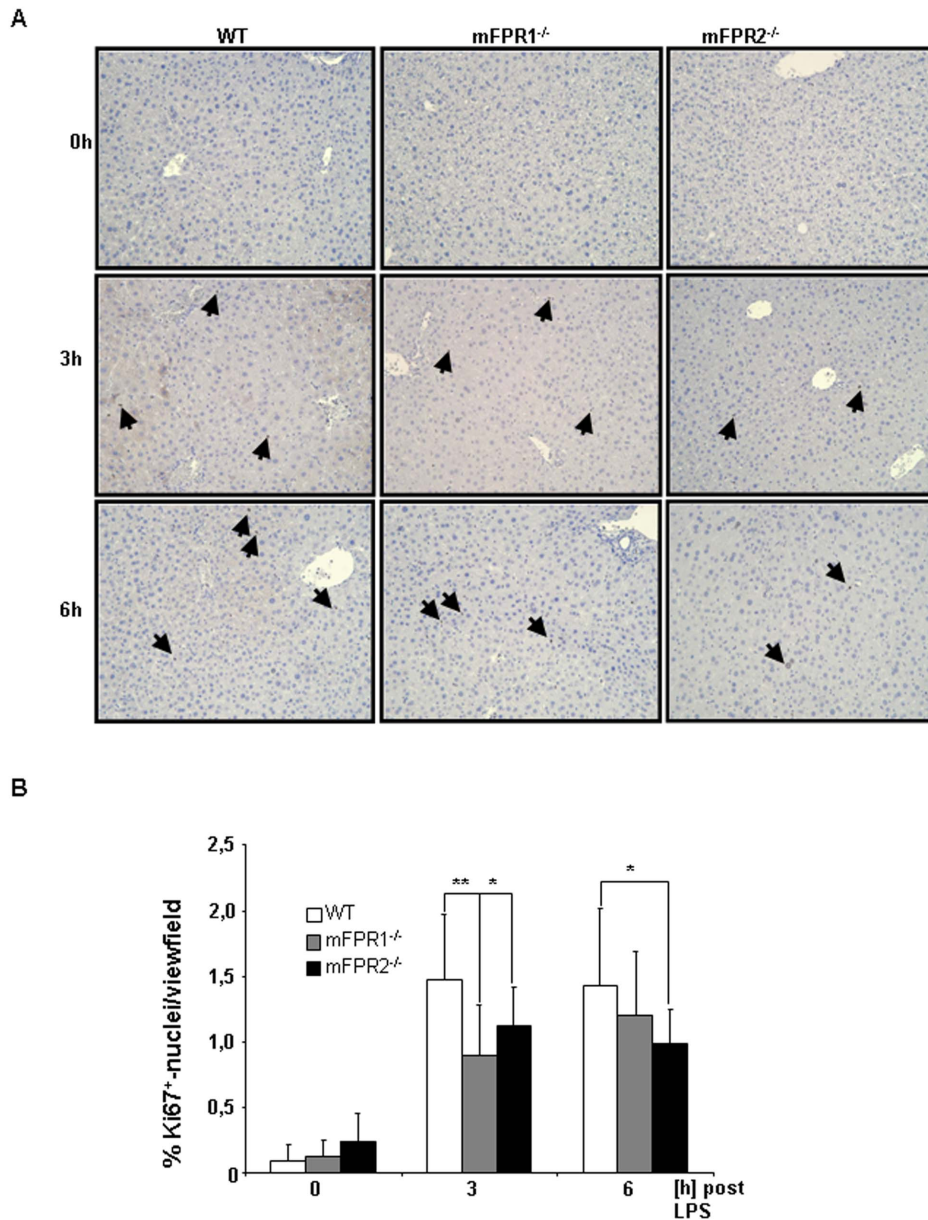 A
WT mFPR1-/- mFPR2-/-
0h
3h
6h
B
% Ki67+-nuclei/viewfield
2,5
2,0
1,5
1,0
0,5
0
WT
mFPR1-/-
mFPR2-/-
** *
*
0 3 6 [h] post
LPS